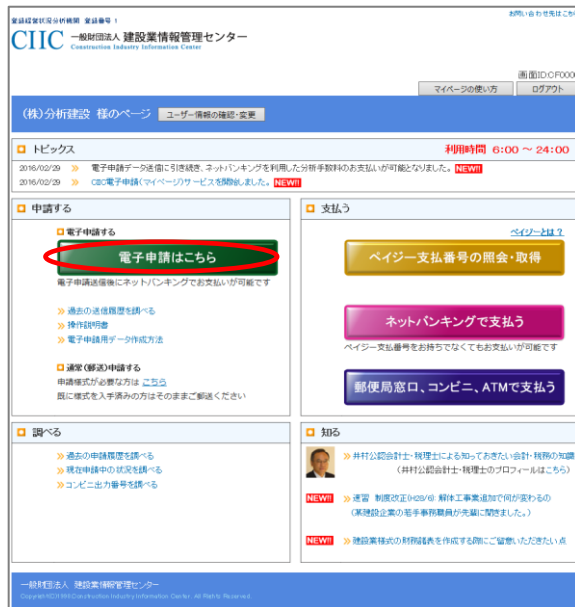 登録経営状況分析機関 登録番号 1
お問い合わせ先はこち
CIIC 一般財団法人 建設業情報管理センター
Construction Industry Information Center
画面ID:CF000
マイページの使い方 ログアウト
(株)分析建設 様のページ ユーザー情報の確認・変更
トピックス 利用時間 6:00 ~ 24:00
2016/02/29 » 電子申請データ送信に引き続き、ネットバンキングを利用した分析手数料のお支払いが可能となりました。 NEW!!
2016/02/29 » CIIC電子申請(マイページ)サービスを開始しました。 NEW!!
申請する
電子申請する
電子申請はこちら
電子申請送信後にネットバンキングでお支払いが可能です
» 過去の送信履歴を調べる
» 操作説明書
» 電子申請用データ作成方法
通常(郵送)申請する
申請様式が必要な方は こちら
既に様式を入手済みの方はそのままご郵送ください
支払う
ペイジーとは?
ペイジー支払番号の照会・取得
ネットバンキングで支払う
ペイジー支払番号をお持ちでなくてもお支払いが可能です
郵便局窓口、コンビニ、ATMで支払う
調べる
» 過去の申請履歴を調べる
» 現在申請中の状況を調べる
» コンビニ出力番号を調べる
知る
» 井村公認会計士・税理士による知っておきたい会計・税務の知識
(井村公認会計士・税理士のプロフィールはこちら)
NEW!! » 速習 制度改正(H28/6) 解体工事業追加で何が変わるの
(某建設企業の若手事務職員が先輩に聞きました。)
NEW!! » 建設業様式の財務諸表を作成する際にご留意いただきたい点
一般財団法人 建設業情報管理センター
Copyright(C)1999 Construction Industry Information Center. All Rights Reserved.